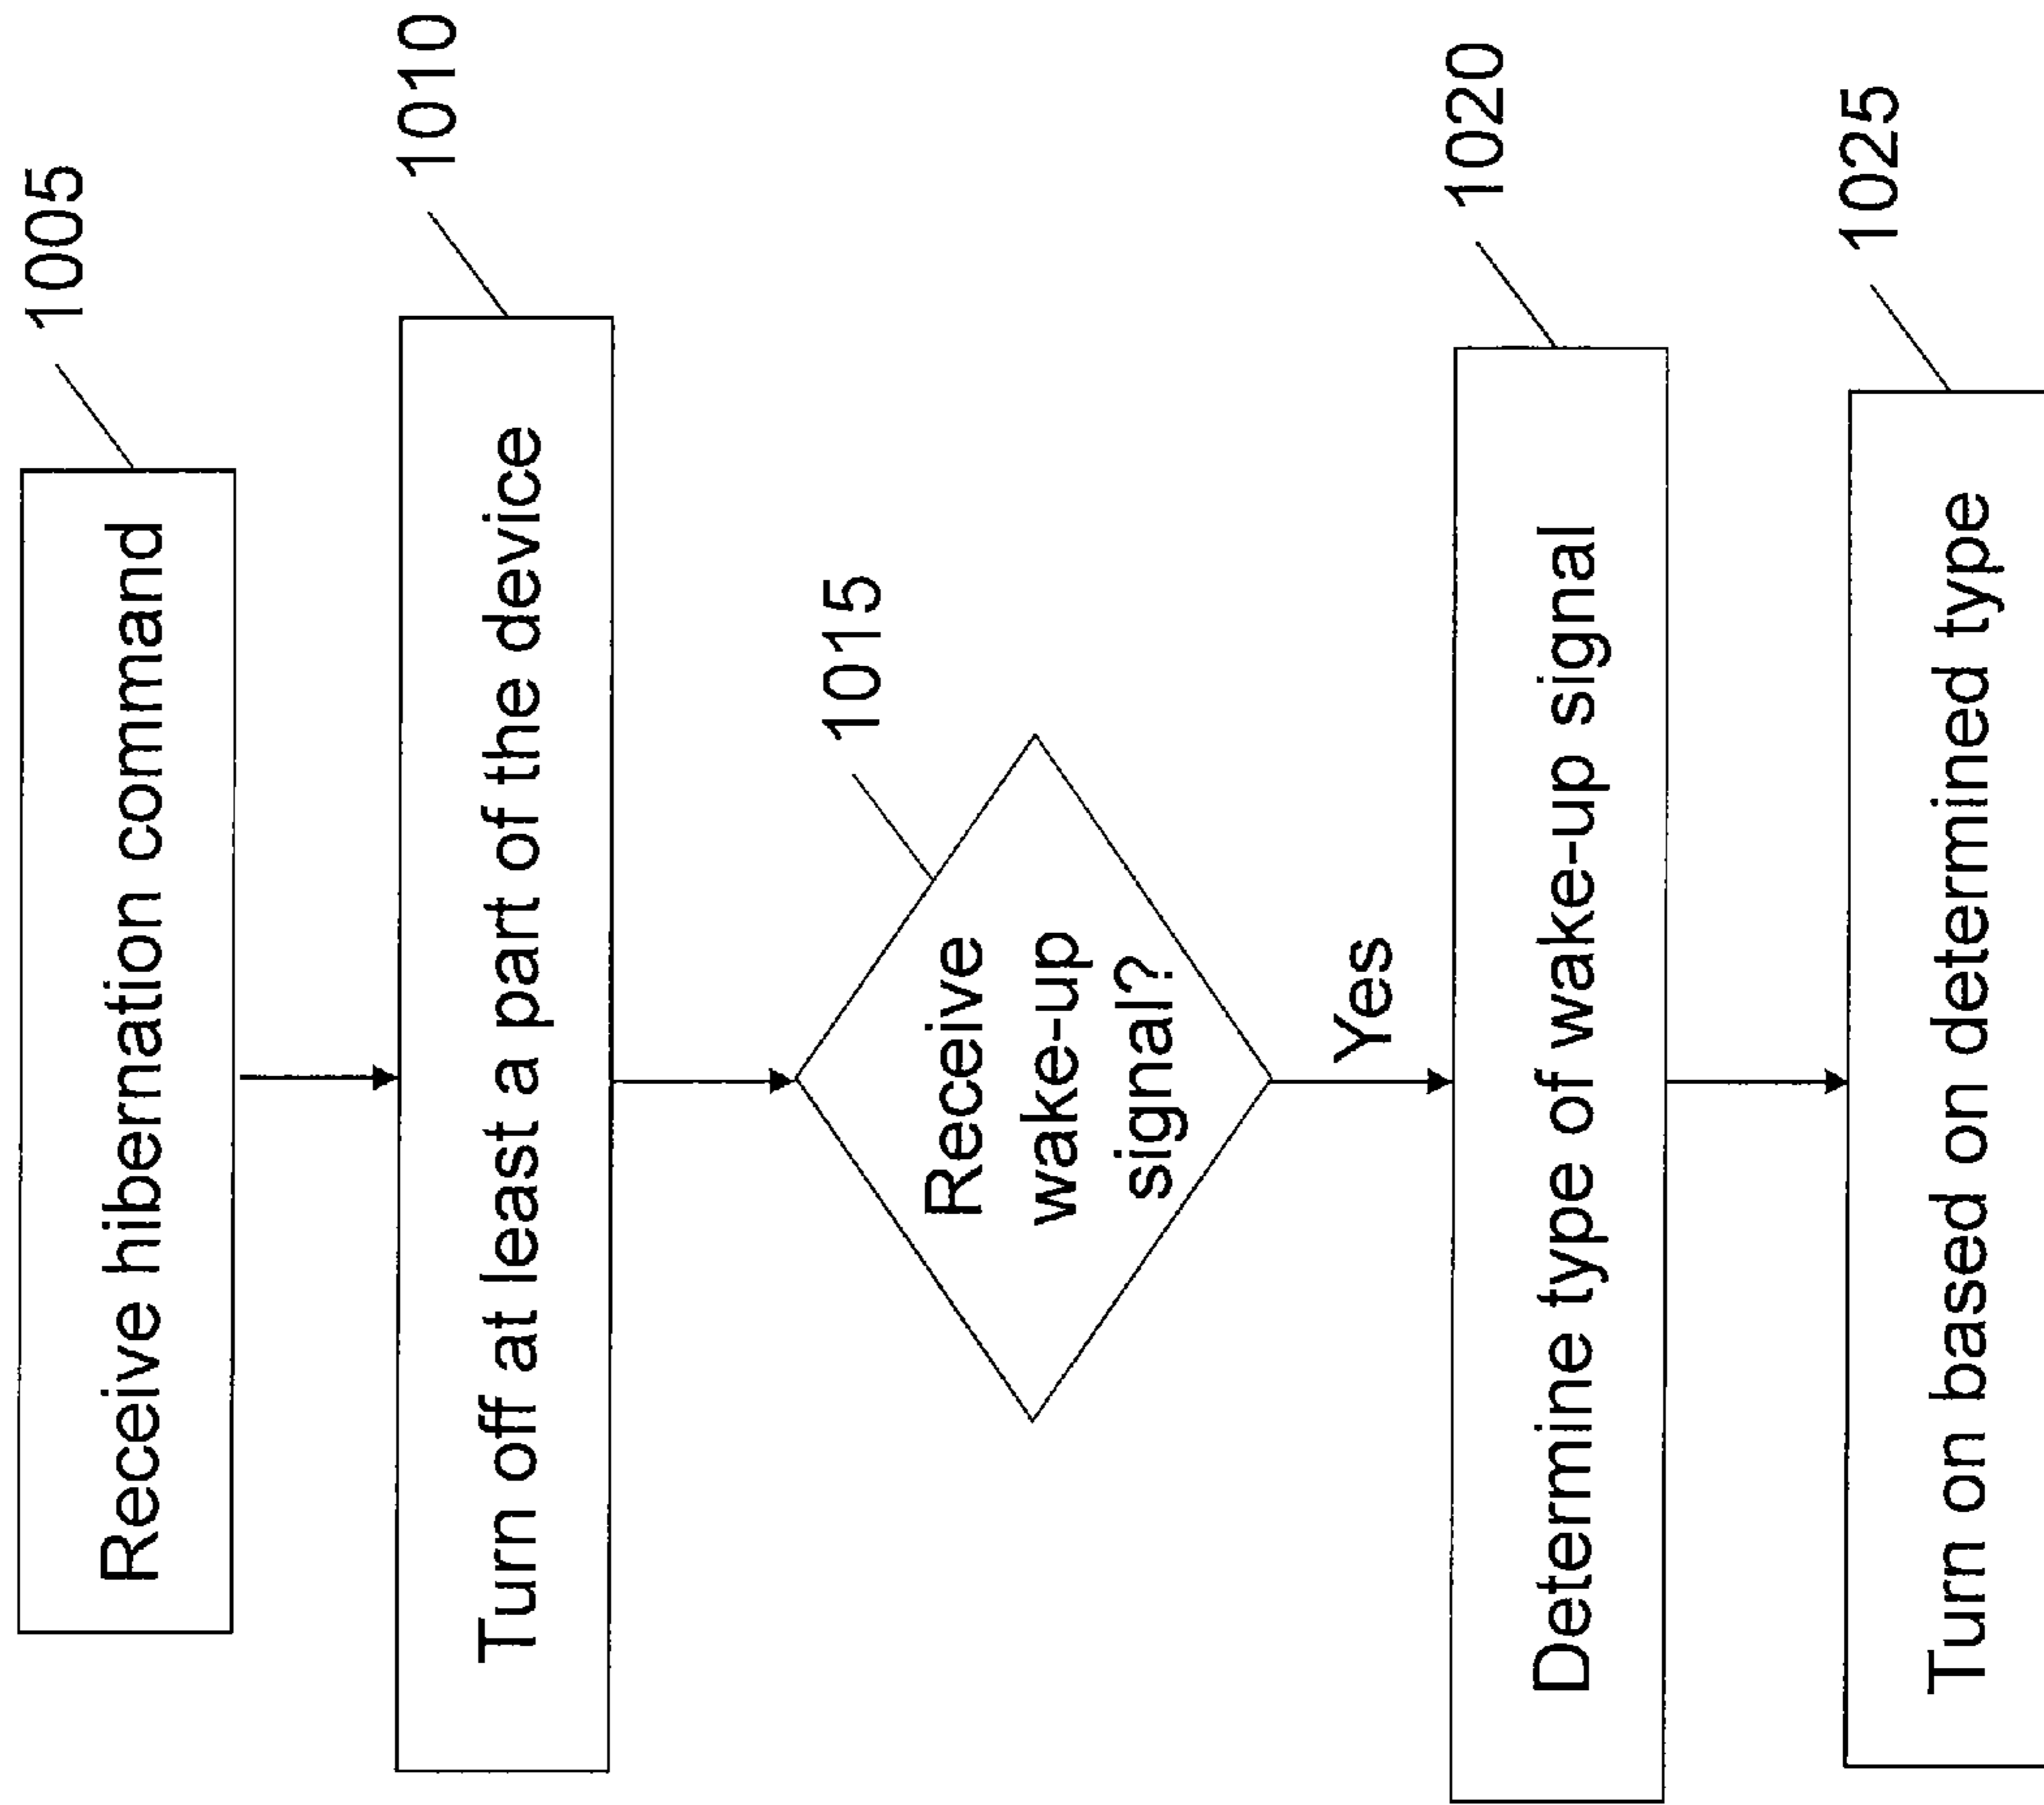 Receive hibernation command
1005
Turn off at least a part of the device
1010
Receive
wake-up
signal?
1015
Yes
Determine type of wake-up signal
1020
Turn on based on determined type
1025